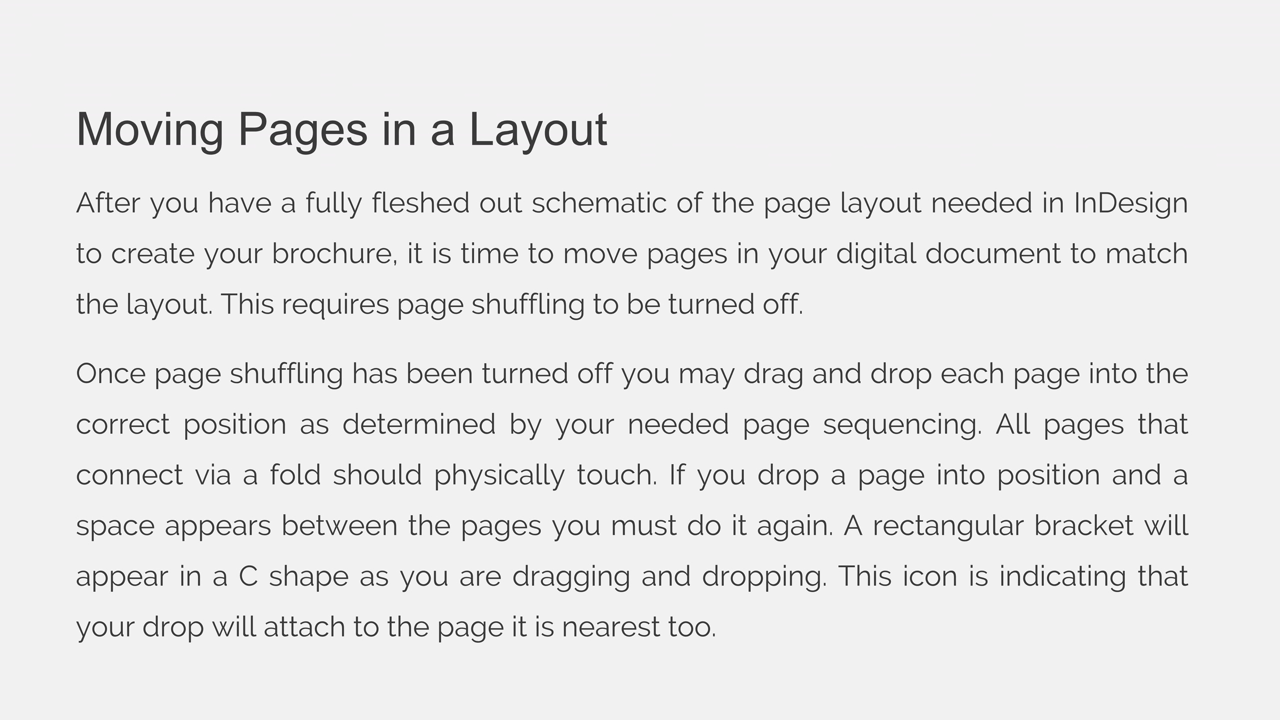 Moving Pages in a Layout
After you have a fully fleshed out schematic of the page layout needed in InDesign
to create your brochure, it is time to move pages in your digital document to match
the layout. This requires page shuffling to be turned off.
Once page shuffling has been turned off you may drag and drop each page into the
correct position as determined by your needed page sequencing. All pages that
connect via a fold should physically touch. If you drop a page into position and a
space appears between the pages you must do it again. A rectangular bracket will
appear in a C shape as you are dragging and dropping. This icon is indicating that
your drop will attach to the page it is nearest too.